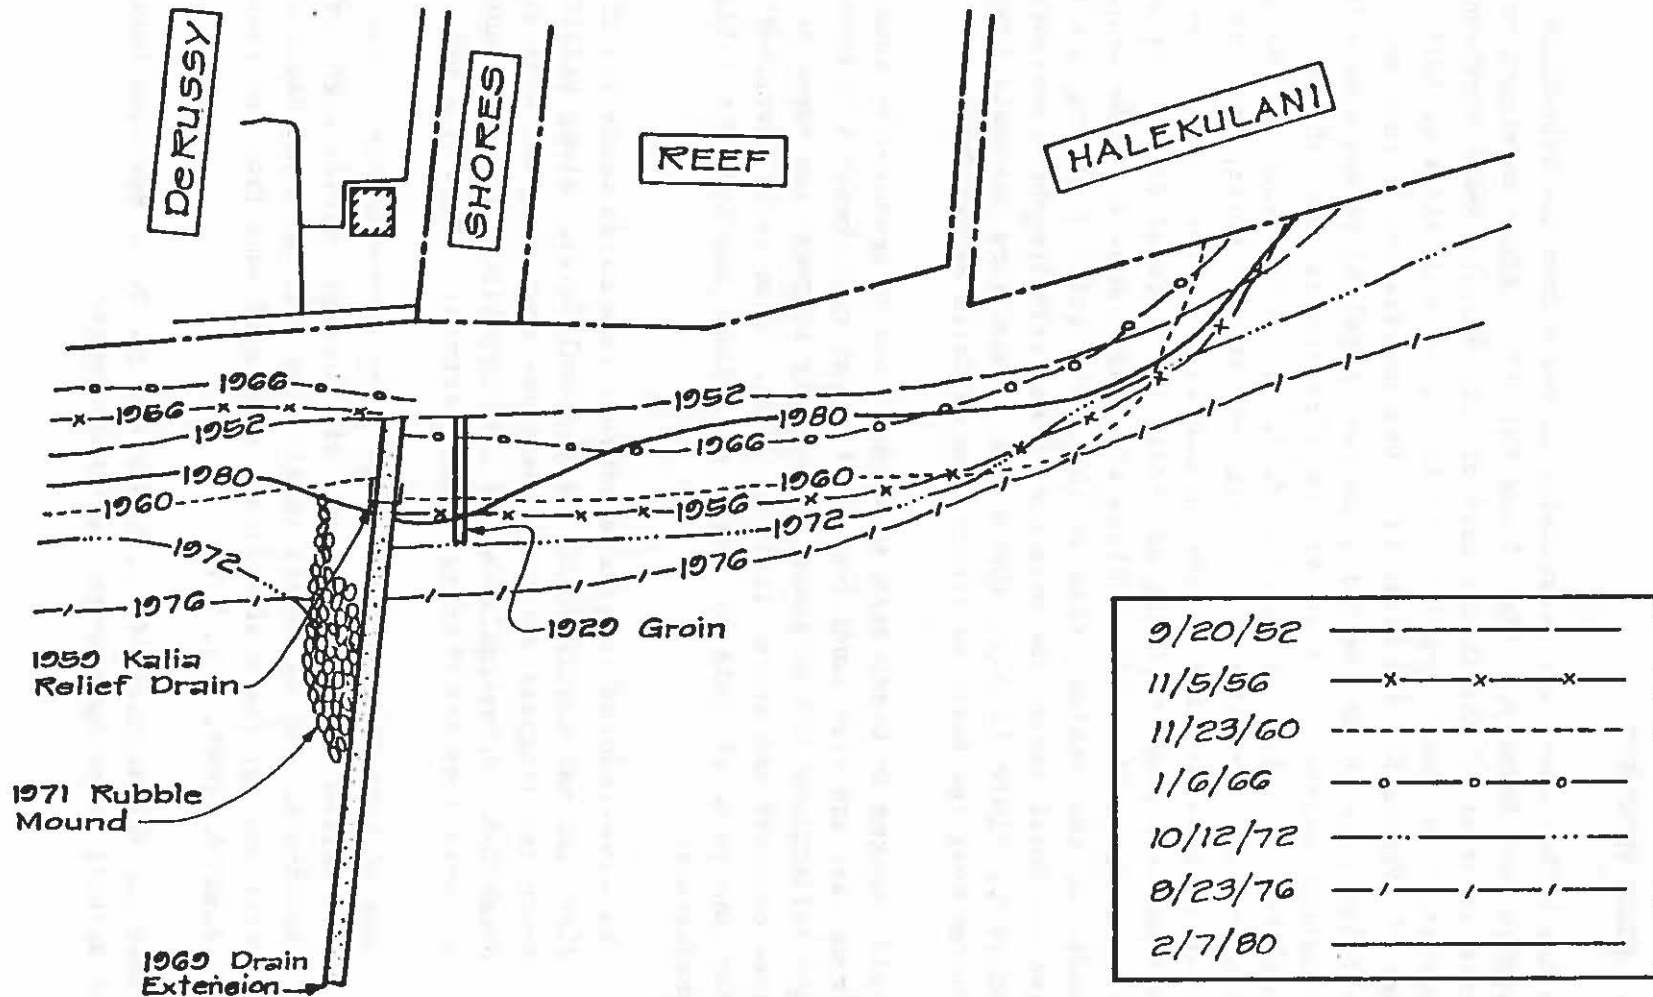 DeRUSSY
SHORES
REEF
HALEKULANI
1966
1956
1952
1980
1960
1972
1976
1952
1980
1966
1960
1956
1972
1976
1929 Groin
1959 Kalia
Relief Drain
1971 Rubble
Mound
1969 Drain
Extension
9/20/52
11/5/56
11/23/60
1/6/66
10/12/72
8/23/76
2/7/80